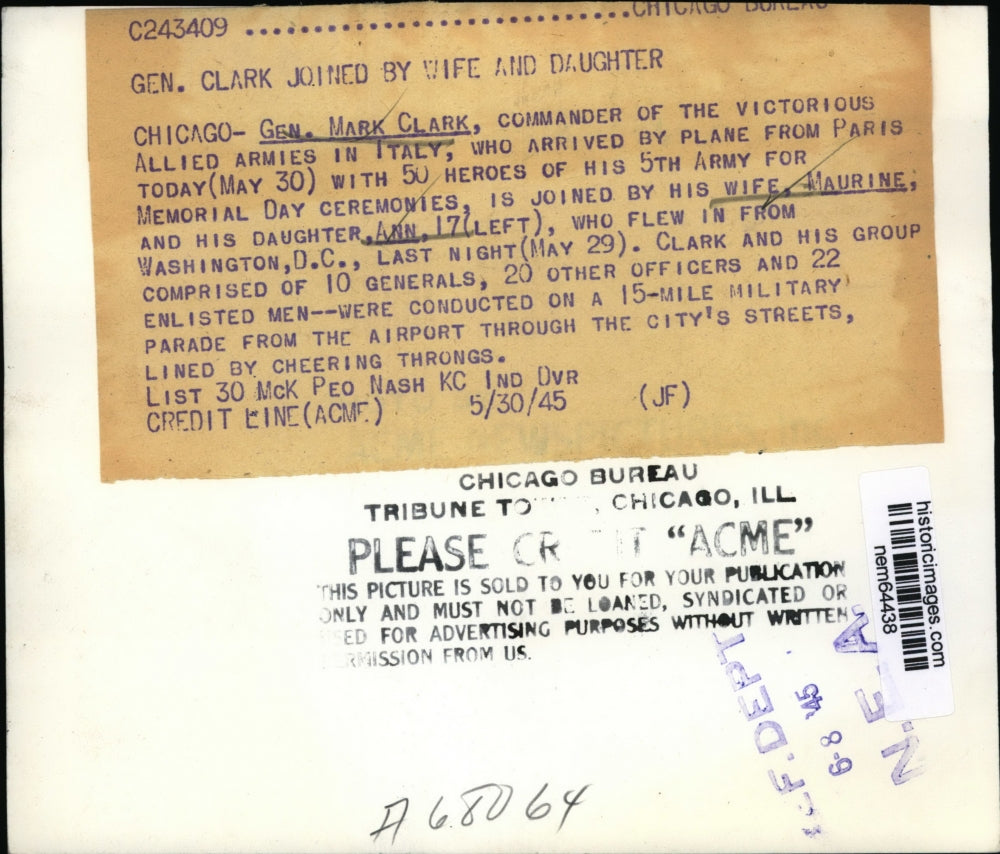 C243409 ..............................CHICAGO BUREAU
GEN. CLARK JOINED BY WIFE AND DAUGHTER
CHICAGO- GEN. MARK CLARK, COMMANDER OF THE VICTORIOUS
ALLIED ARMIES IN ITALY, WHO ARRIVED BY PLANE FROM PARIS
TODAY(MAY 30) WITH 50 HEROES OF HIS 5TH ARMY FOR
MEMORIAL DAY CEREMONIES, IS JOINED BY HIS WIFE, MAURINE,
AND HIS DAUGHTER, ANN, 17(LEFT), WHO FLEW IN FROM
WASHINGTON,D.C., LAST NIGHT(MAY 29). CLARK AND HIS GROUP
COMPRISED OF 10 GENERALS, 20 OTHER OFFICERS AND 22
ENLISTED MEN--WERE CONDUCTED ON A 15-MILE MILITARY
PARADE FROM THE AIRPORT THROUGH THE CITY'S STREETS,
LINED BY CHEERING THRONGS.
LIST 30 MCK PEO NASH KC IND DVR
CREDIT LINE(ACME) 5/30/45 (JF)
CHICAGO BUREAU
TRIBUNE TO , CHICAGO, ILL.
PLEASE CR IT "ACME"
THIS PICTURE IS SOLD TO YOU FOR YOUR PUBLICATION
ONLY AND MUST NOT BE LOANED, SYNDICATED OR
USED FOR ADVERTISING PURPOSES WITHOUT WRITTEN
ERMISSION FROM US.
historicimages.com
nem64438
N.E.A.
6-8 '45
F. DEPT
A 68064